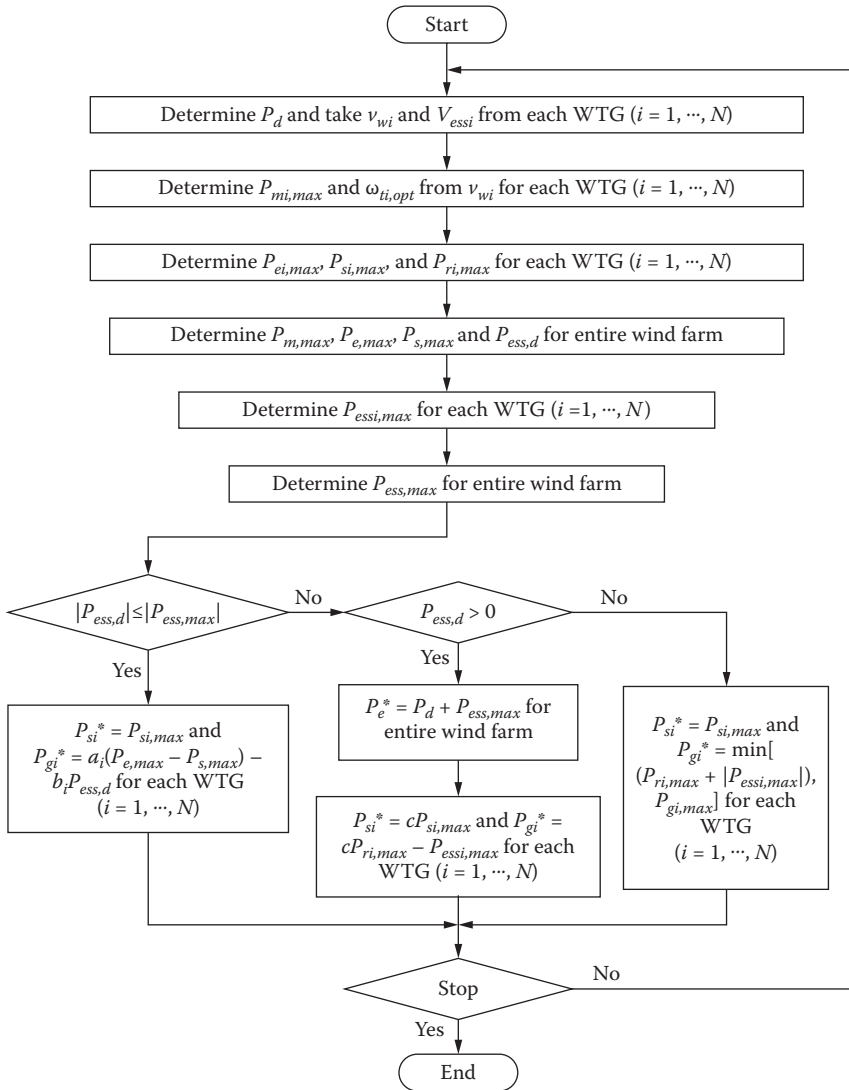 Start
Determine P_d and take v_wi and V_essi from each WTG (i = 1, ···, N)
Determine P_mi,max and ω_ti,opt from v_wi for each WTG (i = 1, ···, N)
Determine P_ei,max, P_si,max, and P_ri,max for each WTG (i = 1, ···, N)
Determine P_m,max, P_e,max, P_s,max and P_ess,d for entire wind farm
Determine P_essi,max for each WTG (i =1, ···, N)
Determine P_ess,max for entire wind farm
|P_ess,d|≤|P_ess,max|
No
P_ess,d > 0
No
Yes
Yes
P_si* = P_si,max and
P_gi* = a_i(P_e,max − P_s,max) −
b_iP_ess,d for each WTG
(i = 1, ···, N)
P_e* = P_d + P_ess,max for
entire wind farm
P_si* = cP_si,max and P_gi* =
cP_ri,max − P_essi,max for each
WTG (i = 1, ···, N)
P_si* = P_si,max and
P_gi* = min[
(P_ri,max + |P_essi,max|),
P_gi,max] for each
WTG
(i = 1, ···, N)
Stop
No
Yes
End